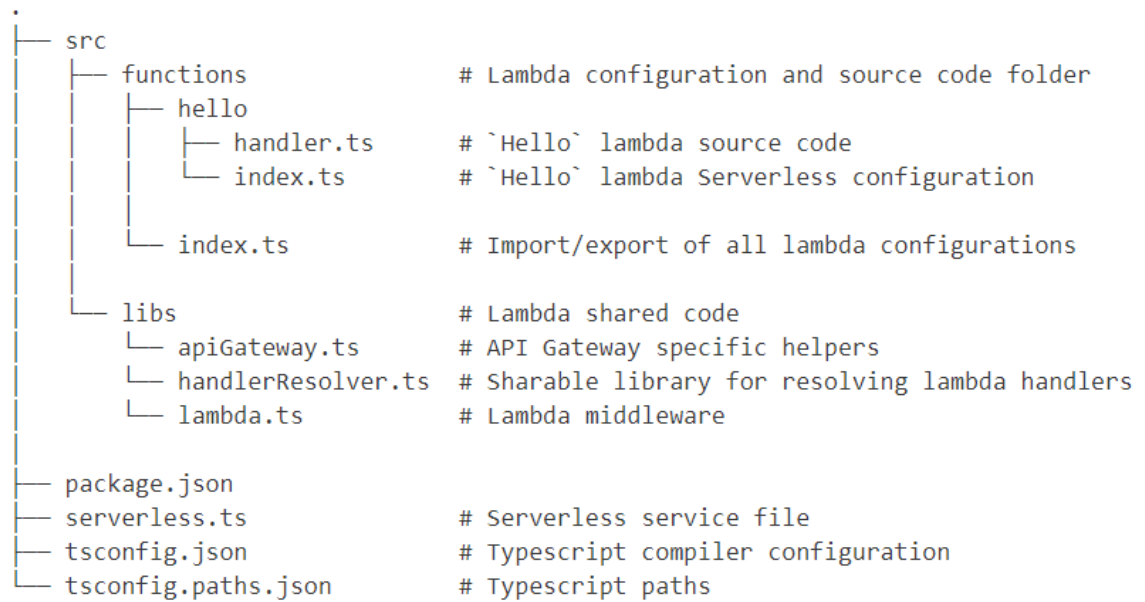 .
├── src
│   ├── functions               # Lambda configuration and source code folder
│   │   ├── hello
│   │   │   ├── handler.ts      # `Hello` lambda source code
│   │   │   └── index.ts        # `Hello` lambda Serverless configuration
│   │   │
│   │   └── index.ts            # Import/export of all lambda configurations
│   │
│   └── libs                    # Lambda shared code
│       └── apiGateway.ts       # API Gateway specific helpers
│       └── handlerResolver.ts  # Sharable library for resolving lambda handlers
│       └── lambda.ts           # Lambda middleware
│
├── package.json
├── serverless.ts               # Serverless service file
├── tsconfig.json               # Typescript compiler configuration
└── tsconfig.paths.json         # Typescript paths